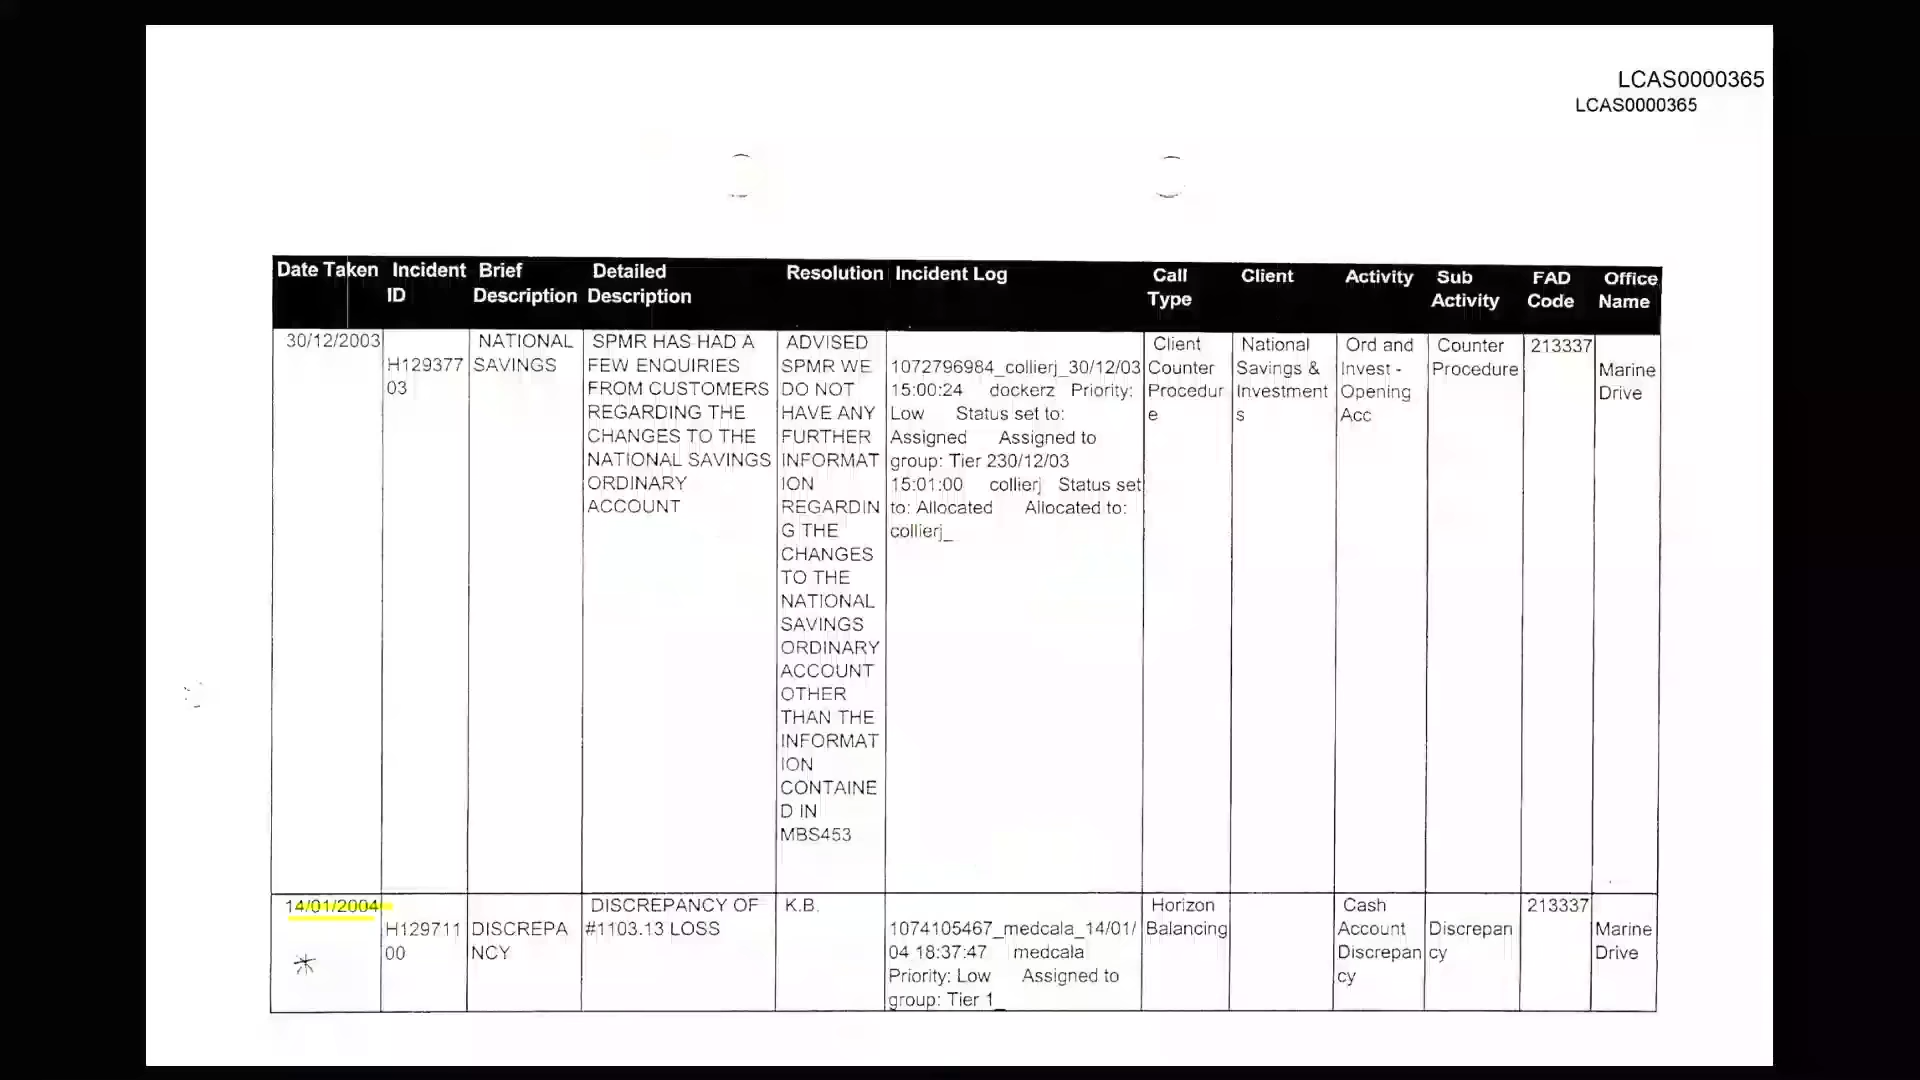 LCAS0000365
LCAS0000365
Date Taken Incident ID Brief Description Detailed Description Resolution Incident Log Call Type Client Activity Sub Activity FAD Code Office Name
30/12/2003
H129377
03
NATIONAL
SAVINGS
SPMR HAS HAD A
FEW ENQUIRIES
FROM CUSTOMERS
REGARDING THE
CHANGES TO THE
NATIONAL SAVINGS
ORDINARY
ACCOUNT
ADVISED
SPMR WE
DO NOT
HAVE ANY
FURTHER
INFORMAT
ION
REGARDIN
G THE
CHANGES
TO THE
NATIONAL
SAVINGS
ORDINARY
ACCOUNT
OTHER
THAN THE
INFORMAT
ION
CONTAINE
D IN
MBS453
1072796984_collierj_30/12/03
15:00:24 dockerz Priority:
Low Status set to:
Assigned Assigned to
group: Tier 230/12/03
15:01:00 collierj Status set
to: Allocated Allocated to:
collierj_
Client
Counter
Procedur
e
National
Savings &
Investment
s
Ord and
Invest -
Opening
Acc
Counter
Procedure
213337
Marine
Drive
14/01/2004
H129711
00
DISCREPA
NCY
DISCREPANCY OF
#1103.13 LOSS
K.B.
1074105467_medcala_14/01/
04 18:37:47 medcala
Priority: Low Assigned to
group: Tier 1_
Horizon
Balancing
Cash
Account
Discrepan
cy
Discrepan
cy
213337
Marine
Drive